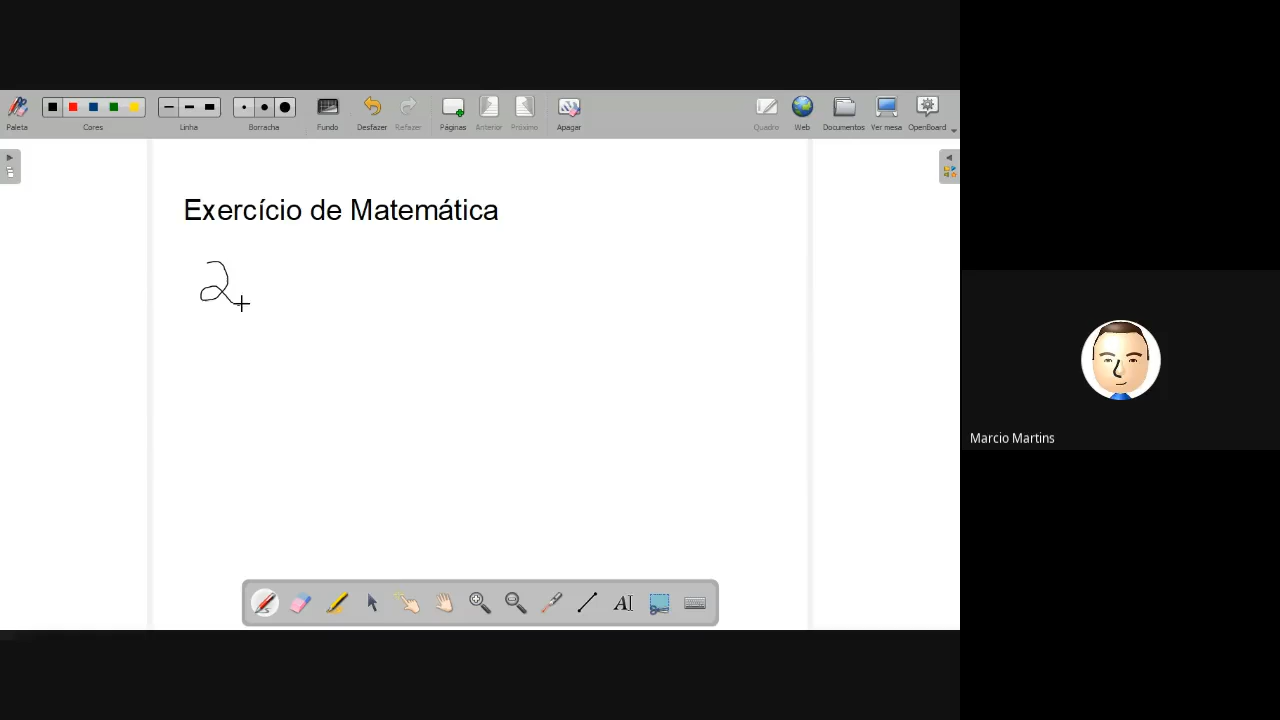 Paleta Cores Linha Borracha Fundo Desfazer Refazer Páginas Anterior Próximo Apagar Quadro Web Documentos Ver mesa OpenBoard
Exercício de Matemática
2
Marcio Martins
AI